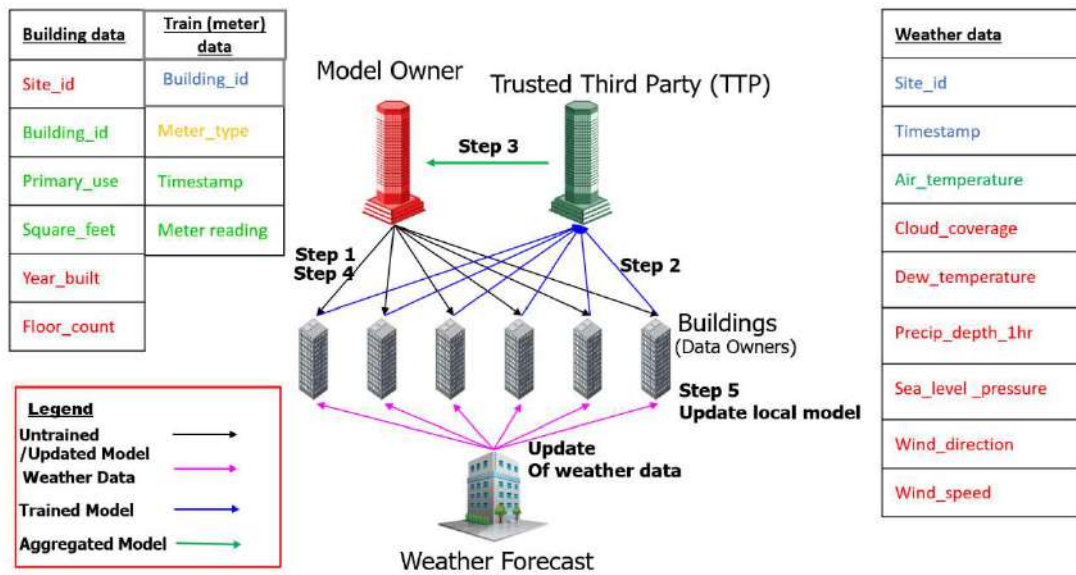 Building data
Site_id
Building_id
Primary_use
Square_feet
Year_built
Floor_count
Train (meter)
data
Building_id
Meter_type
Timestamp
Meter reading
Model Owner
Trusted Third Party (TTP)
Step 3
Step 1
Step 4
Step 2
Buildings
(Data Owners)
Step 5
Update local model
Update
Of weather data
Weather Forecast
Legend
Untrained
/Updated Model
Weather Data
Trained Model
Aggregated Model
Weather data
Site_id
Timestamp
Air_temperature
Cloud_coverage
Dew_temperature
Precip_depth_1hr
Sea_level _pressure
Wind_direction
Wind_speed